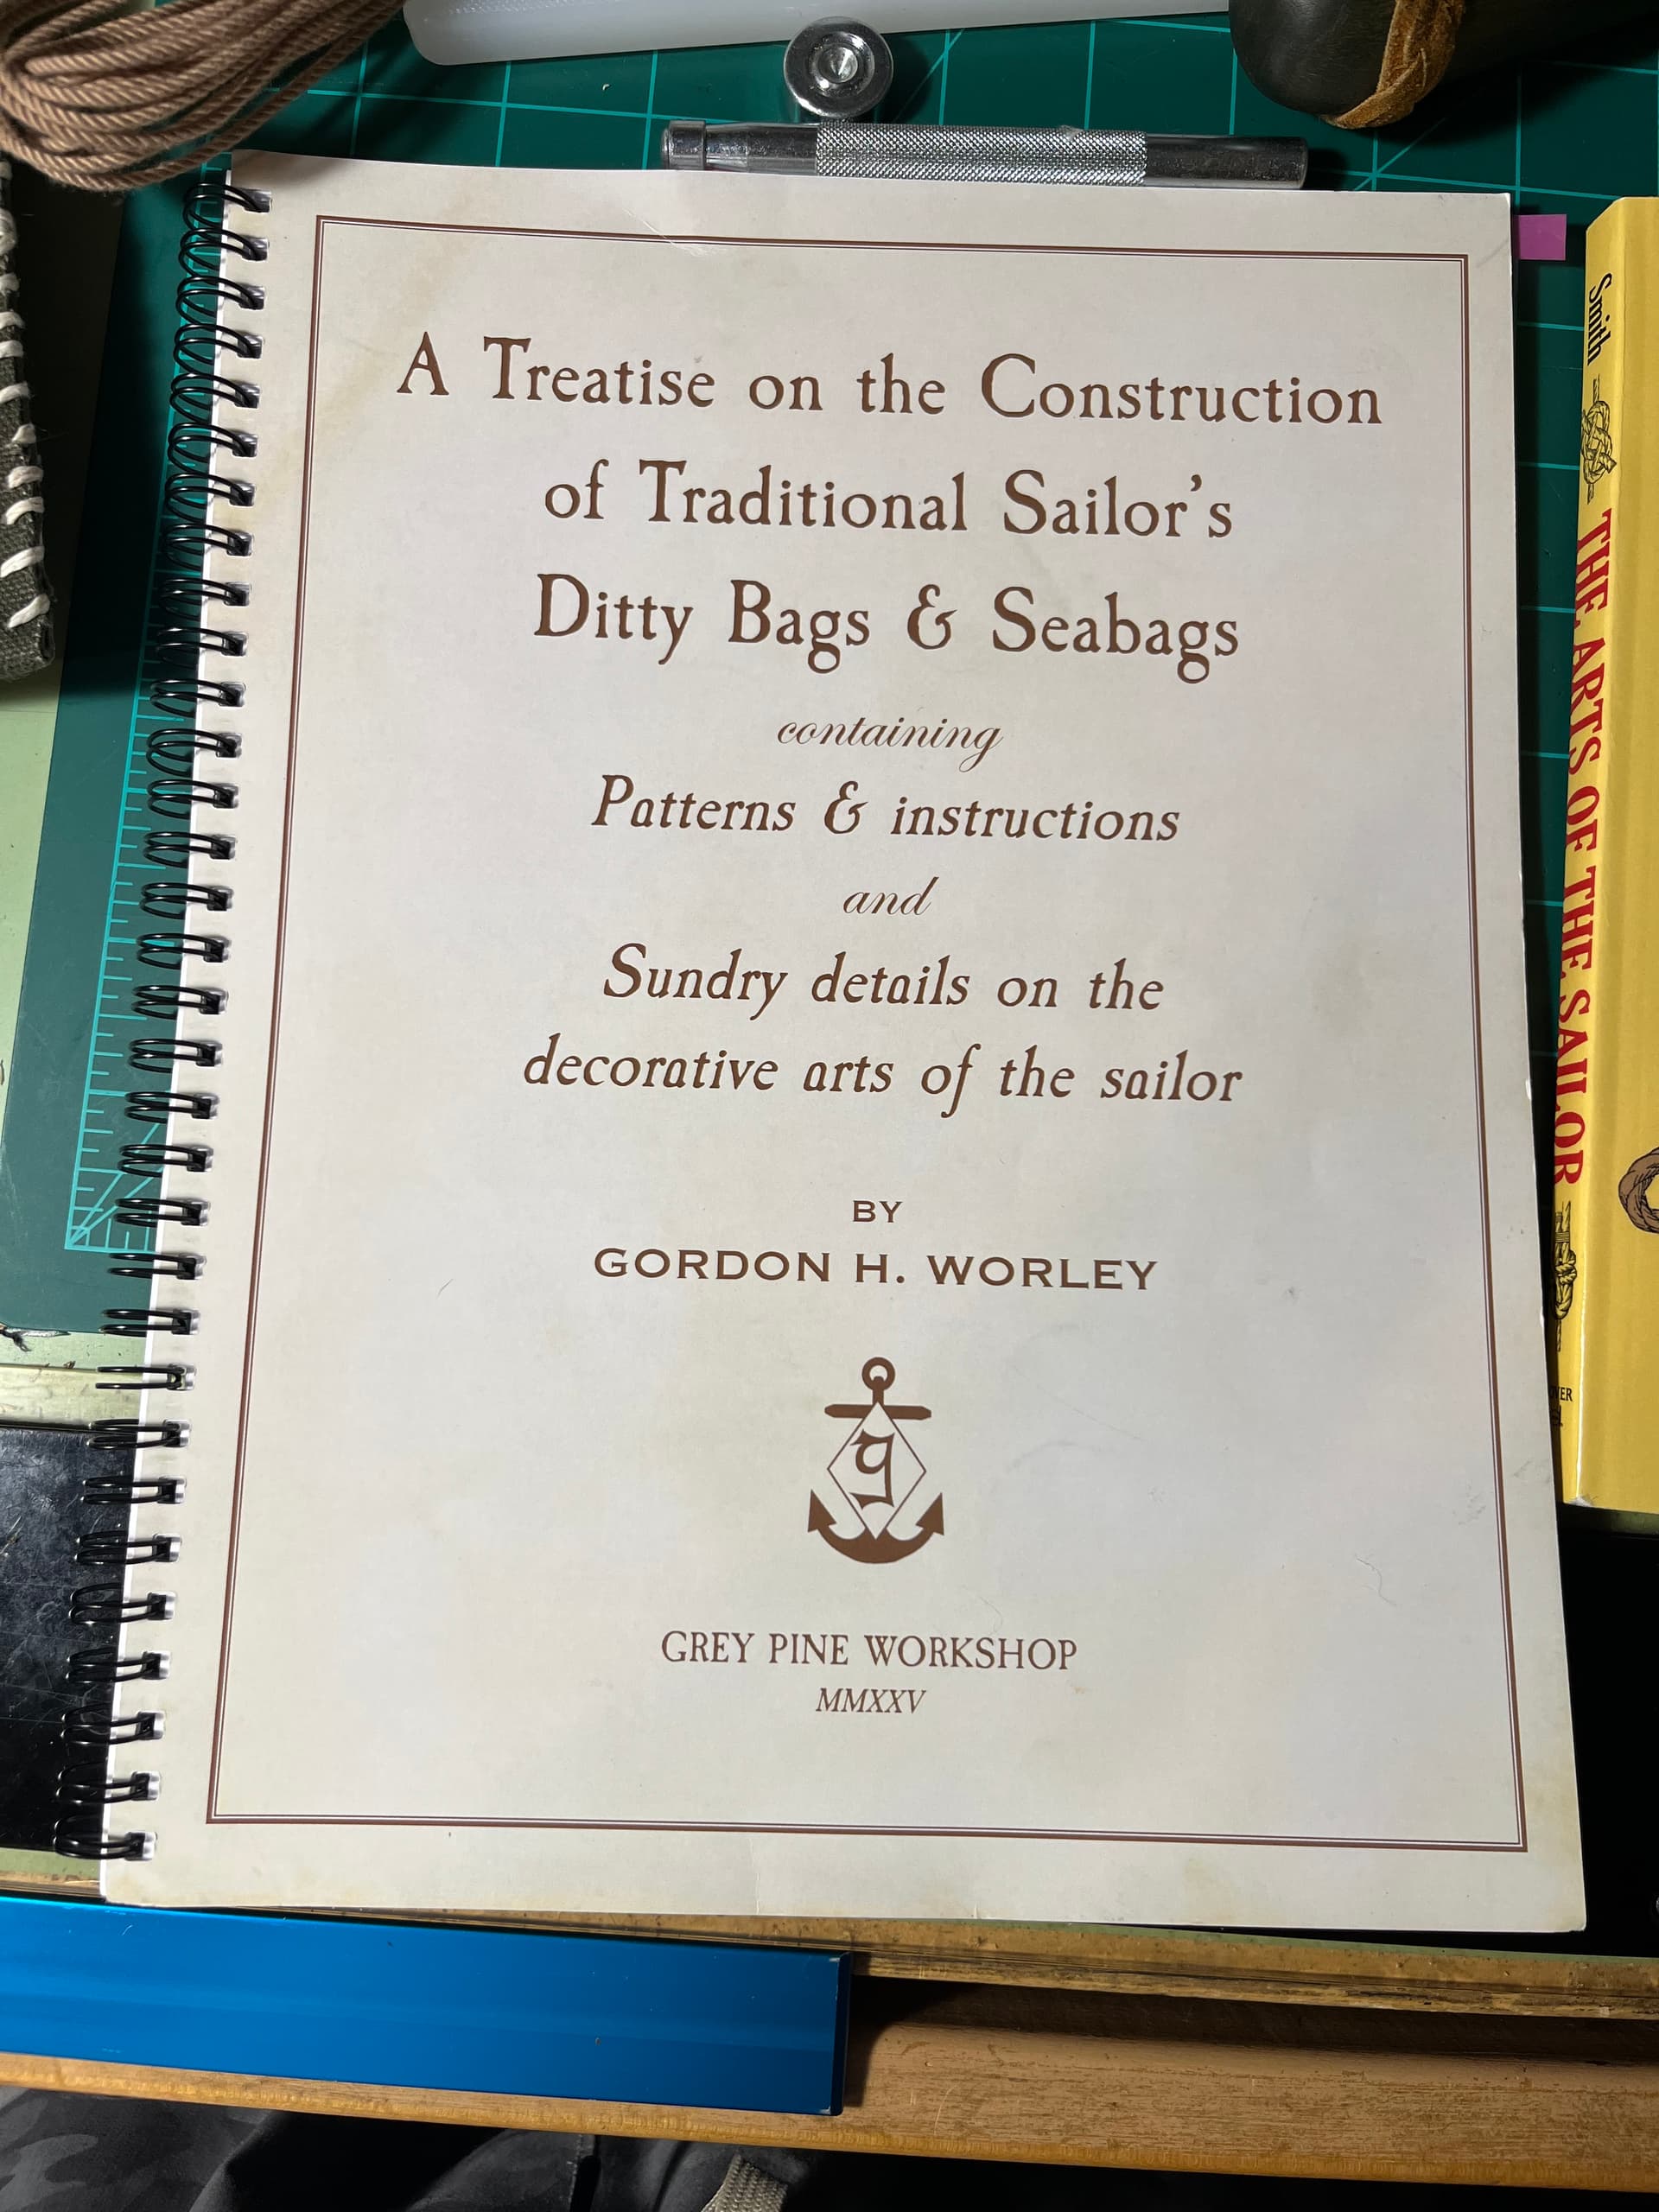 A Treatise on the Construction
of Traditional Sailor's
Ditty Bags & Seabags
containing
Patterns & instructions
and
Sundry details on the
decorative arts of the sailor
BY
GORDON H. WORLEY
g
GREY PINE WORKSHOP
MMXXV
Smith
THE ARTS OF THE SAILOR